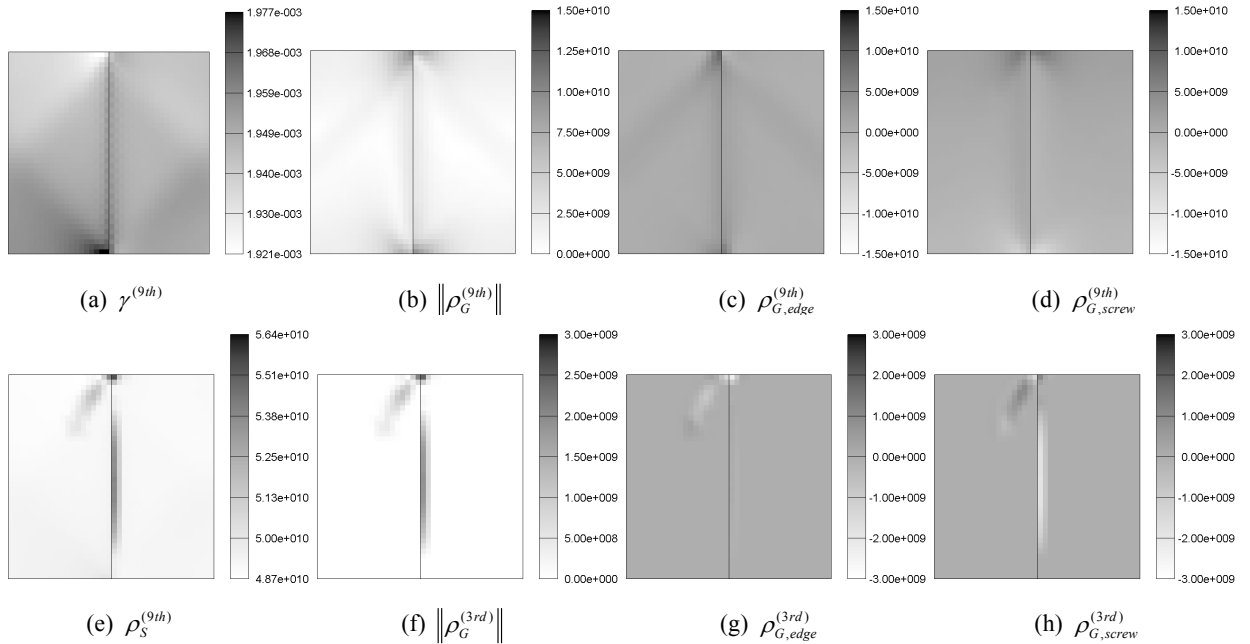 1.977e-003
1.968e-003
1.959e-003
1.949e-003
1.940e-003
1.930e-003
1.921e-003
(a) γ^(9th)
1.50e+010
1.25e+010
1.00e+010
7.50e+009
5.00e+009
2.50e+009
0.00e+000
(b) ‖ρ_G^(9th)‖
1.50e+010
1.00e+010
5.00e+009
0.00e+000
-5.00e+009
-1.00e+010
-1.50e+010
(c) ρ_G,edge^(9th)
1.50e+010
1.00e+010
5.00e+009
0.00e+000
-5.00e+009
-1.00e+010
-1.50e+010
(d) ρ_G,screw^(9th)
5.64e+010
5.51e+010
5.38e+010
5.25e+010
5.13e+010
5.00e+010
4.87e+010
(e) ρ_S^(9th)
3.00e+009
2.50e+009
2.00e+009
1.50e+009
1.00e+009
5.00e+008
0.00e+000
(f) ‖ρ_G^(3rd)‖
3.00e+009
2.00e+009
1.00e+009
0.00e+000
-1.00e+009
-2.00e+009
-3.00e+009
(g) ρ_G,edge^(3rd)
3.00e+009
2.00e+009
1.00e+009
0.00e+000
-1.00e+009
-2.00e+009
-3.00e+009
(h) ρ_G,screw^(3rd)